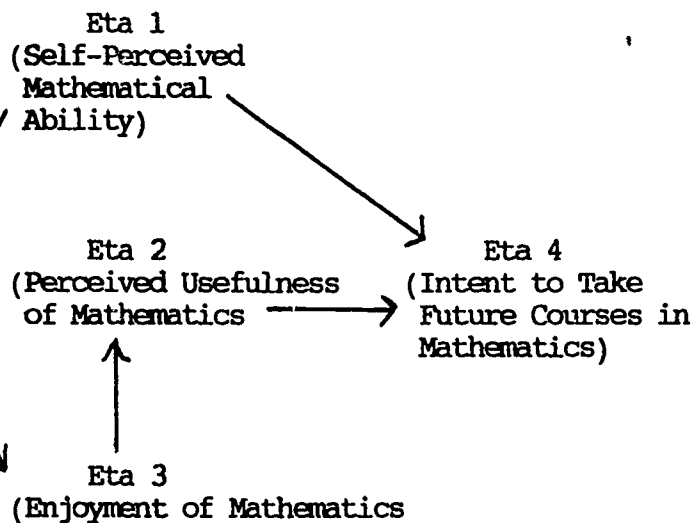 Eta 1
(Self-Perceived
Mathematical
Ability)
Eta 2
(Perceived Usefulness
of Mathematics
Eta 4
(Intent to Take
Future Courses in
Mathematics)
Eta 3
(Enjoyment of Mathematics